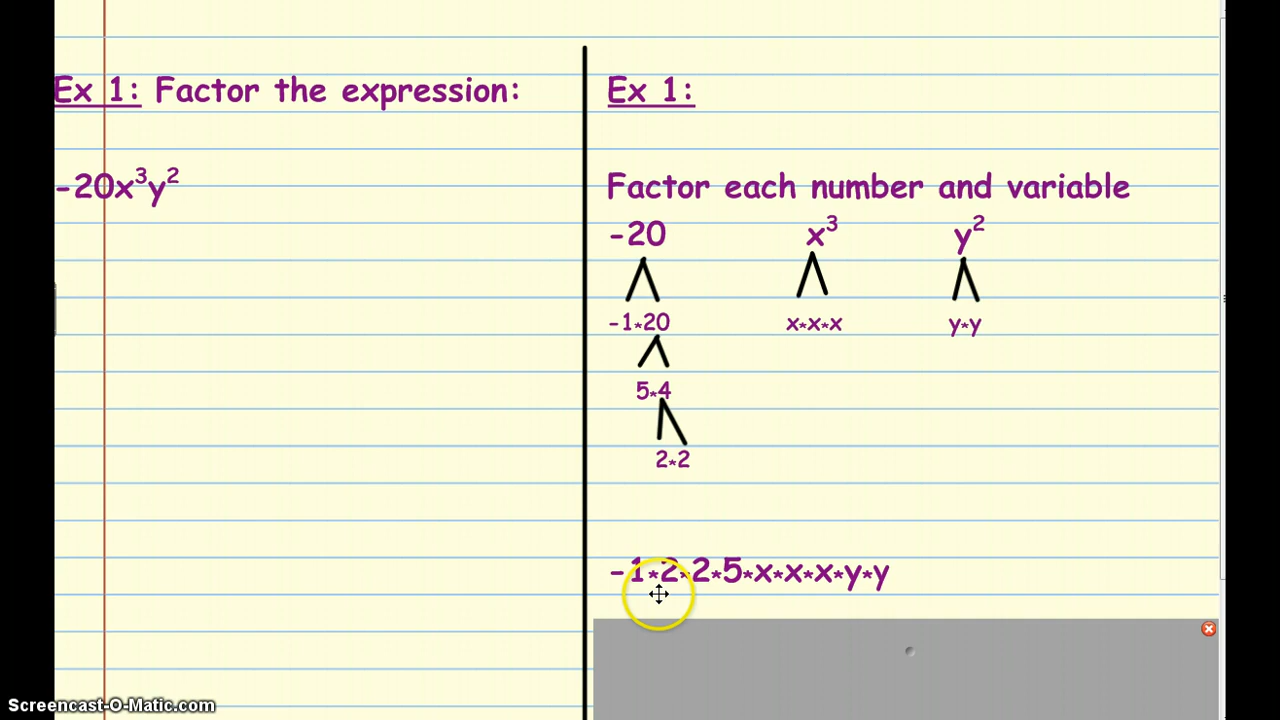 Ex 1: Factor the expression:
-20x³y²
Ex 1:
Factor each number and variable
-20 x³ y²
-1*20 x*x*x y*y
5*4
2*2
-1*2*2*5*x*x*x*y*y
Screencast-O-Matic.com